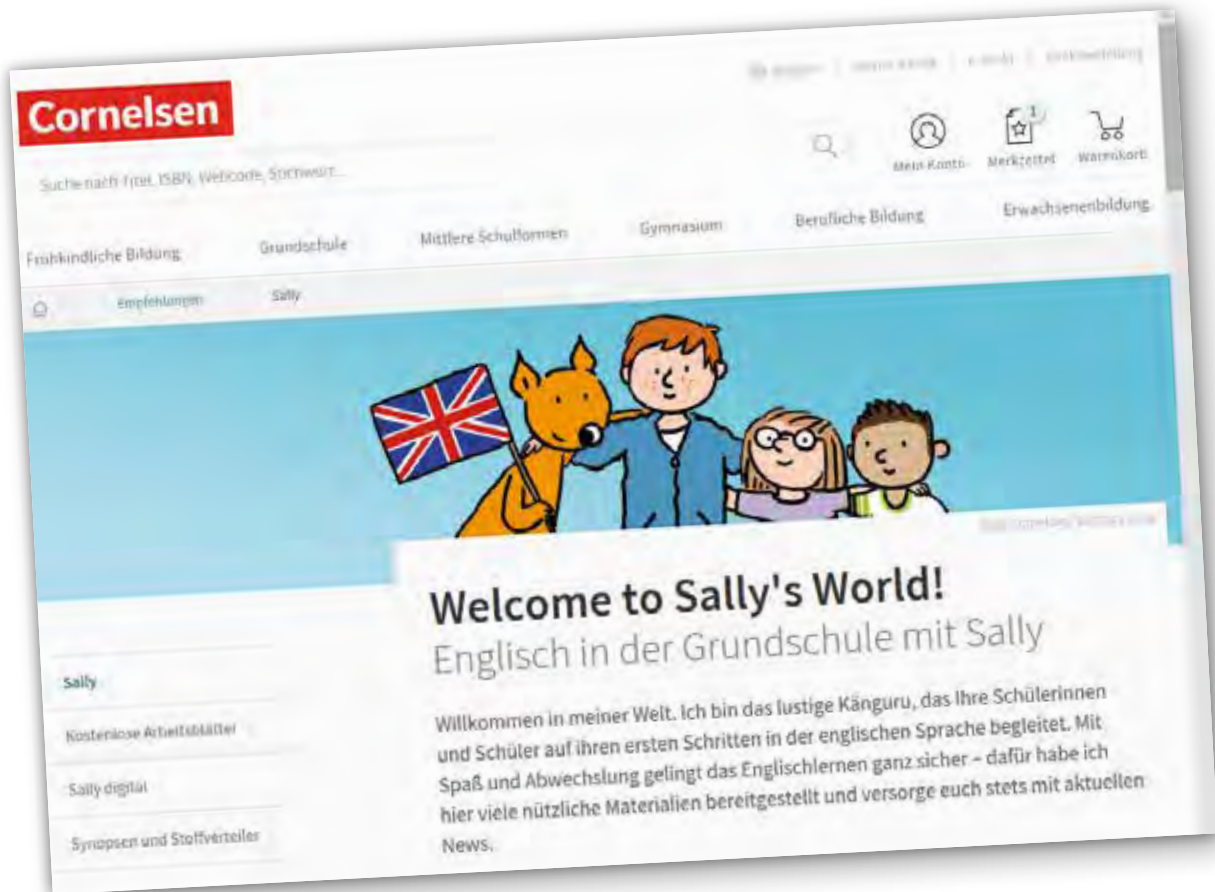 Cornelsen
Suche nach Titel, ISBN, Webcode, Stichwort...
1
Mein Konto
Merkzettel
Warenkorb
Frühkindliche Bildung
Grundschule
Mittlere Schulformen
Gymnasium
Berufliche Bildung
Erwachsenenbildung
Empfehlungen
Sally
Welcome to Sally's World!
Englisch in der Grundschule mit Sally
Sally
Kostenlose Arbeitsblätter
Sally digital
Synopsen und Stoffverteiler
Willkommen in meiner Welt. Ich bin das lustige Känguru, das Ihre Schülerinnen
und Schüler auf ihren ersten Schritten in der englischen Sprache begleitet. Mit
Spaß und Abwechslung gelingt das Englischlernen ganz sicher – dafür habe ich
hier viele nützliche Materialien bereitgestellt und versorge euch stets mit aktuellen
News.